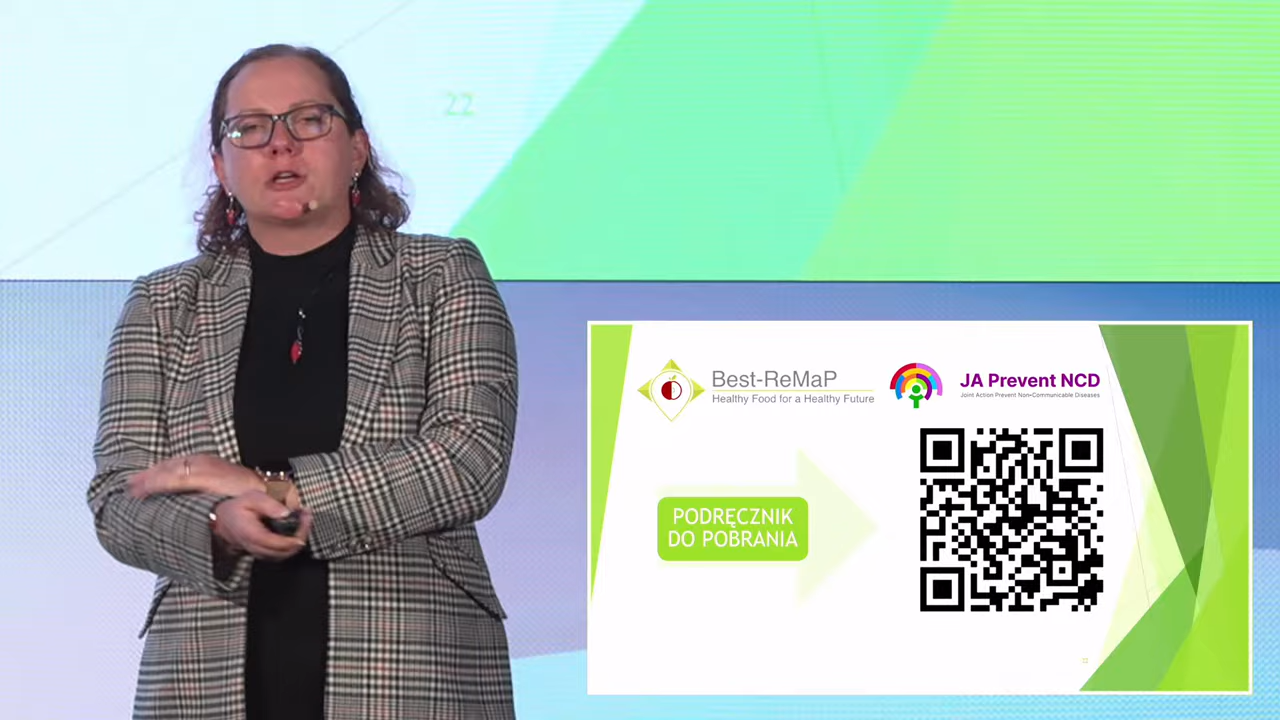 22
Best-ReMaP
Healthy Food for a Healthy Future
JA Prevent NCD
Joint Action Prevent Non-Communicable Diseases
PODRĘCZNIK
DO POBRANIA